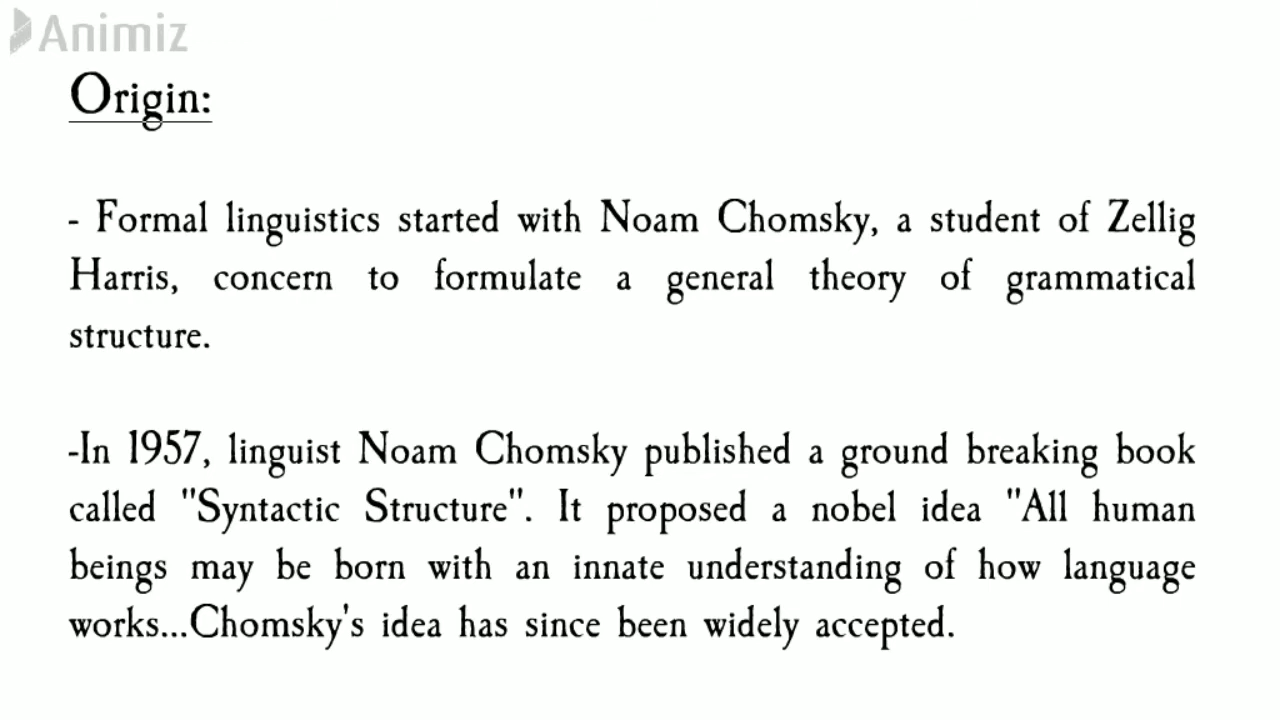 Animiz
Origin:
- Formal linguistics started with Noam Chomsky, a student of Zellig
Harris, concern to formulate a general theory of grammatical
structure.
-In 1957, linguist Noam Chomsky published a ground breaking book
called "Syntactic Structure". It proposed a nobel idea "All human
beings may be born with an innate understanding of how language
works...Chomsky's idea has since been widely accepted.